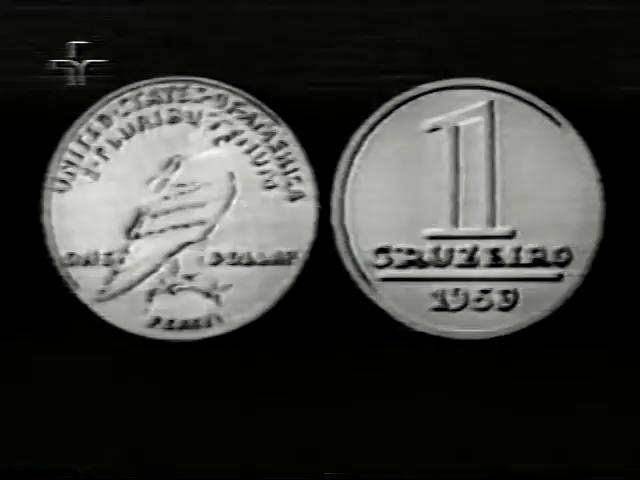 UNITED·STATES·OF·AMERICA
E·PLURIBUS·UNUM
ONE DOLLAR
PEACE
1
CRUZEIRO
1959